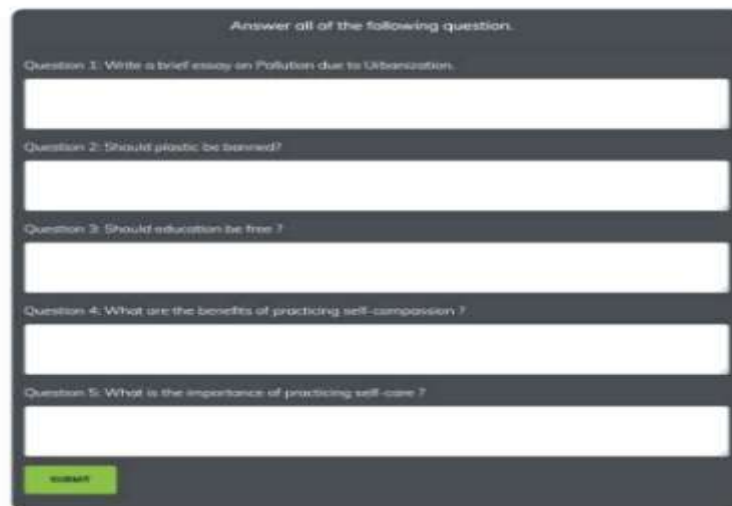 Answer all of the following question.
Question 1: Write a brief essay on Pollution due to Urbanization.
Question 2: Should plastic be banned?
Question 3: Should education be free ?
Question 4: What are the benefits of practicing self-compassion ?
Question 5: What is the importance of practicing self-care ?
SUBMIT